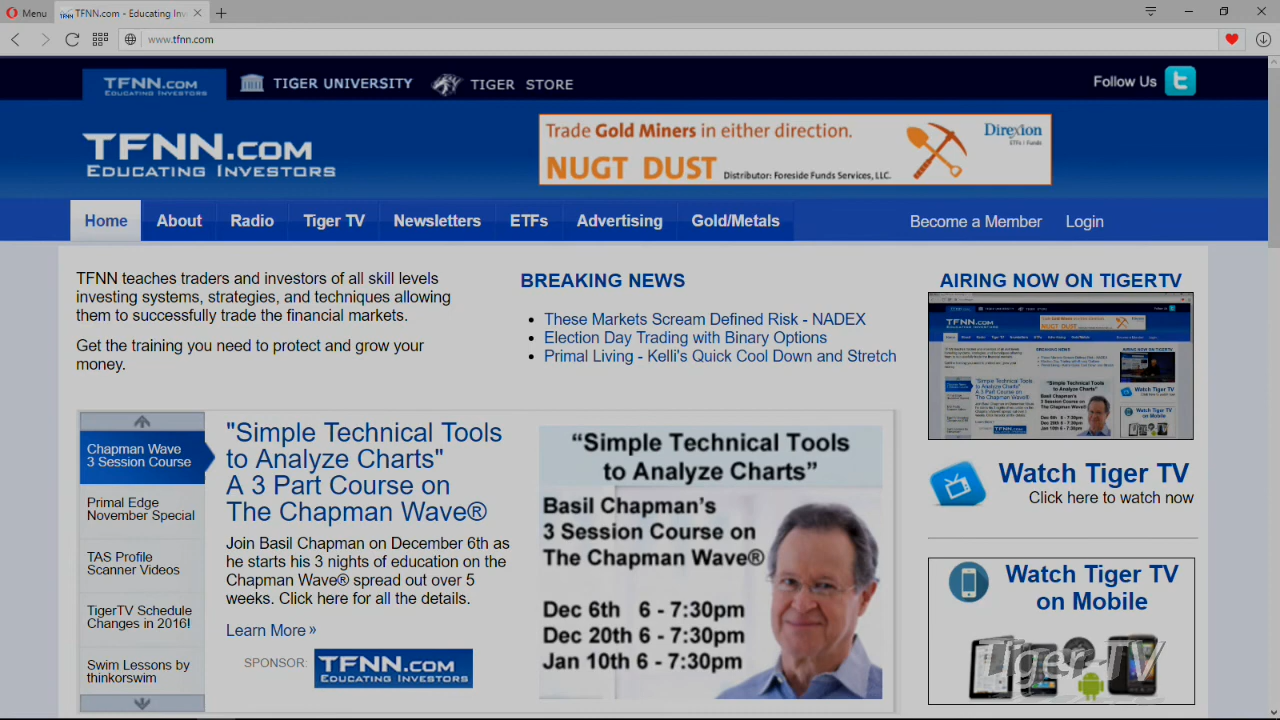 Menu
TFNN.com - Educating Inv
www.tfnn.com
TFNN.COM
EDUCATING INVESTORS
TIGER UNIVERSITY
TIGER STORE
Follow Us
TFNN.COM
EDUCATING INVESTORS
Trade Gold Miners in either direction.
NUGT DUST
Distributor: Foreside Funds Services, LLC.
Direxion
ETFs | Funds
Home
About
Radio
Tiger TV
Newsletters
ETFs
Advertising
Gold/Metals
Become a Member
Login
TFNN teaches traders and investors of all skill levels
investing systems, strategies, and techniques allowing
them to successfully trade the financial markets.
Get the training you need to protect and grow your
money.
BREAKING NEWS
These Markets Scream Defined Risk - NADEX
Election Day Trading with Binary Options
Primal Living - Kelli's Quick Cool Down and Stretch
AIRING NOW ON TIGERTV
Chapman Wave
3 Session Course
Primal Edge
November Special
TAS Profile
Scanner Videos
TigerTV Schedule
Changes in 2016!
Swim Lessons by
thinkorswim
"Simple Technical Tools
to Analyze Charts"
A 3 Part Course on
The Chapman Wave®
Join Basil Chapman on December 6th as
he starts his 3 nights of education on the
Chapman Wave® spread out over 5
weeks. Click here for all the details.
Learn More »
SPONSOR:
TFNN.COM
EDUCATING INVESTORS
“Simple Technical Tools
to Analyze Charts”
Basil Chapman's
3 Session Course on
The Chapman Wave®
Dec 6th 6 - 7:30pm
Dec 20th 6 - 7:30pm
Jan 10th 6 - 7:30pm
Watch Tiger TV
Click here to watch now
Watch Tiger TV
on Mobile
Tiger TV